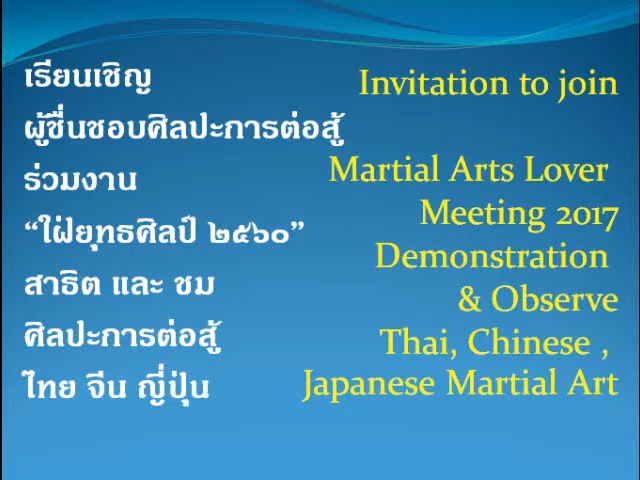 เรียนเชิญ
ผู้ชื่นชอบศิลปะการต่อสู้
ร่วมงาน
“ใฝ่ยุทธศิลป์ ๒๕๖๐”
สาธิต และ ชม
ศิลปะการต่อสู้
ไทย จีน ญี่ปุ่น
Invitation to join
Martial Arts Lover
Meeting 2017
Demonstration
& Observe
Thai, Chinese ,
Japanese Martial Art